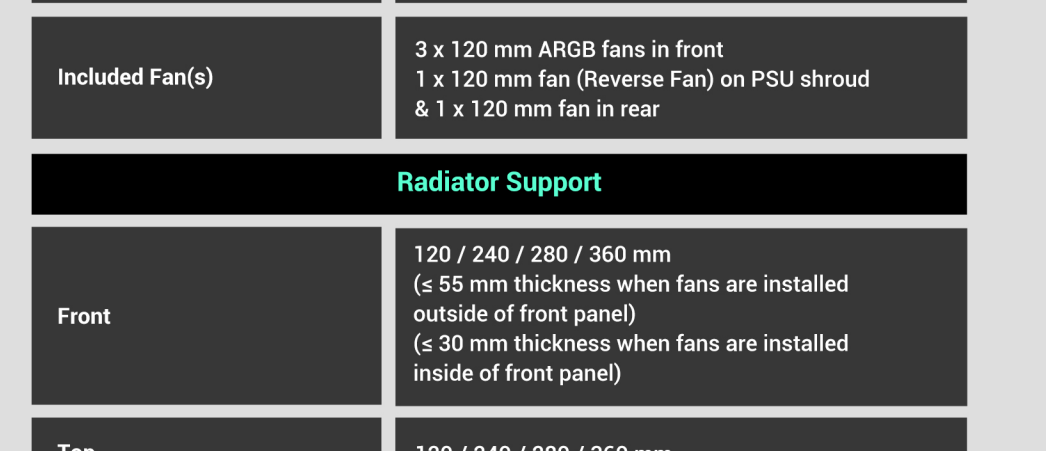 Included Fan(s)
3 x 120 mm ARGB fans in front
1 x 120 mm fan (Reverse Fan) on PSU shroud
& 1 x 120 mm fan in rear
Radiator Support
Front
120 / 240 / 280 / 360 mm
(≤ 55 mm thickness when fans are installed
outside of front panel)
(≤ 30 mm thickness when fans are installed
inside of front panel)
Top